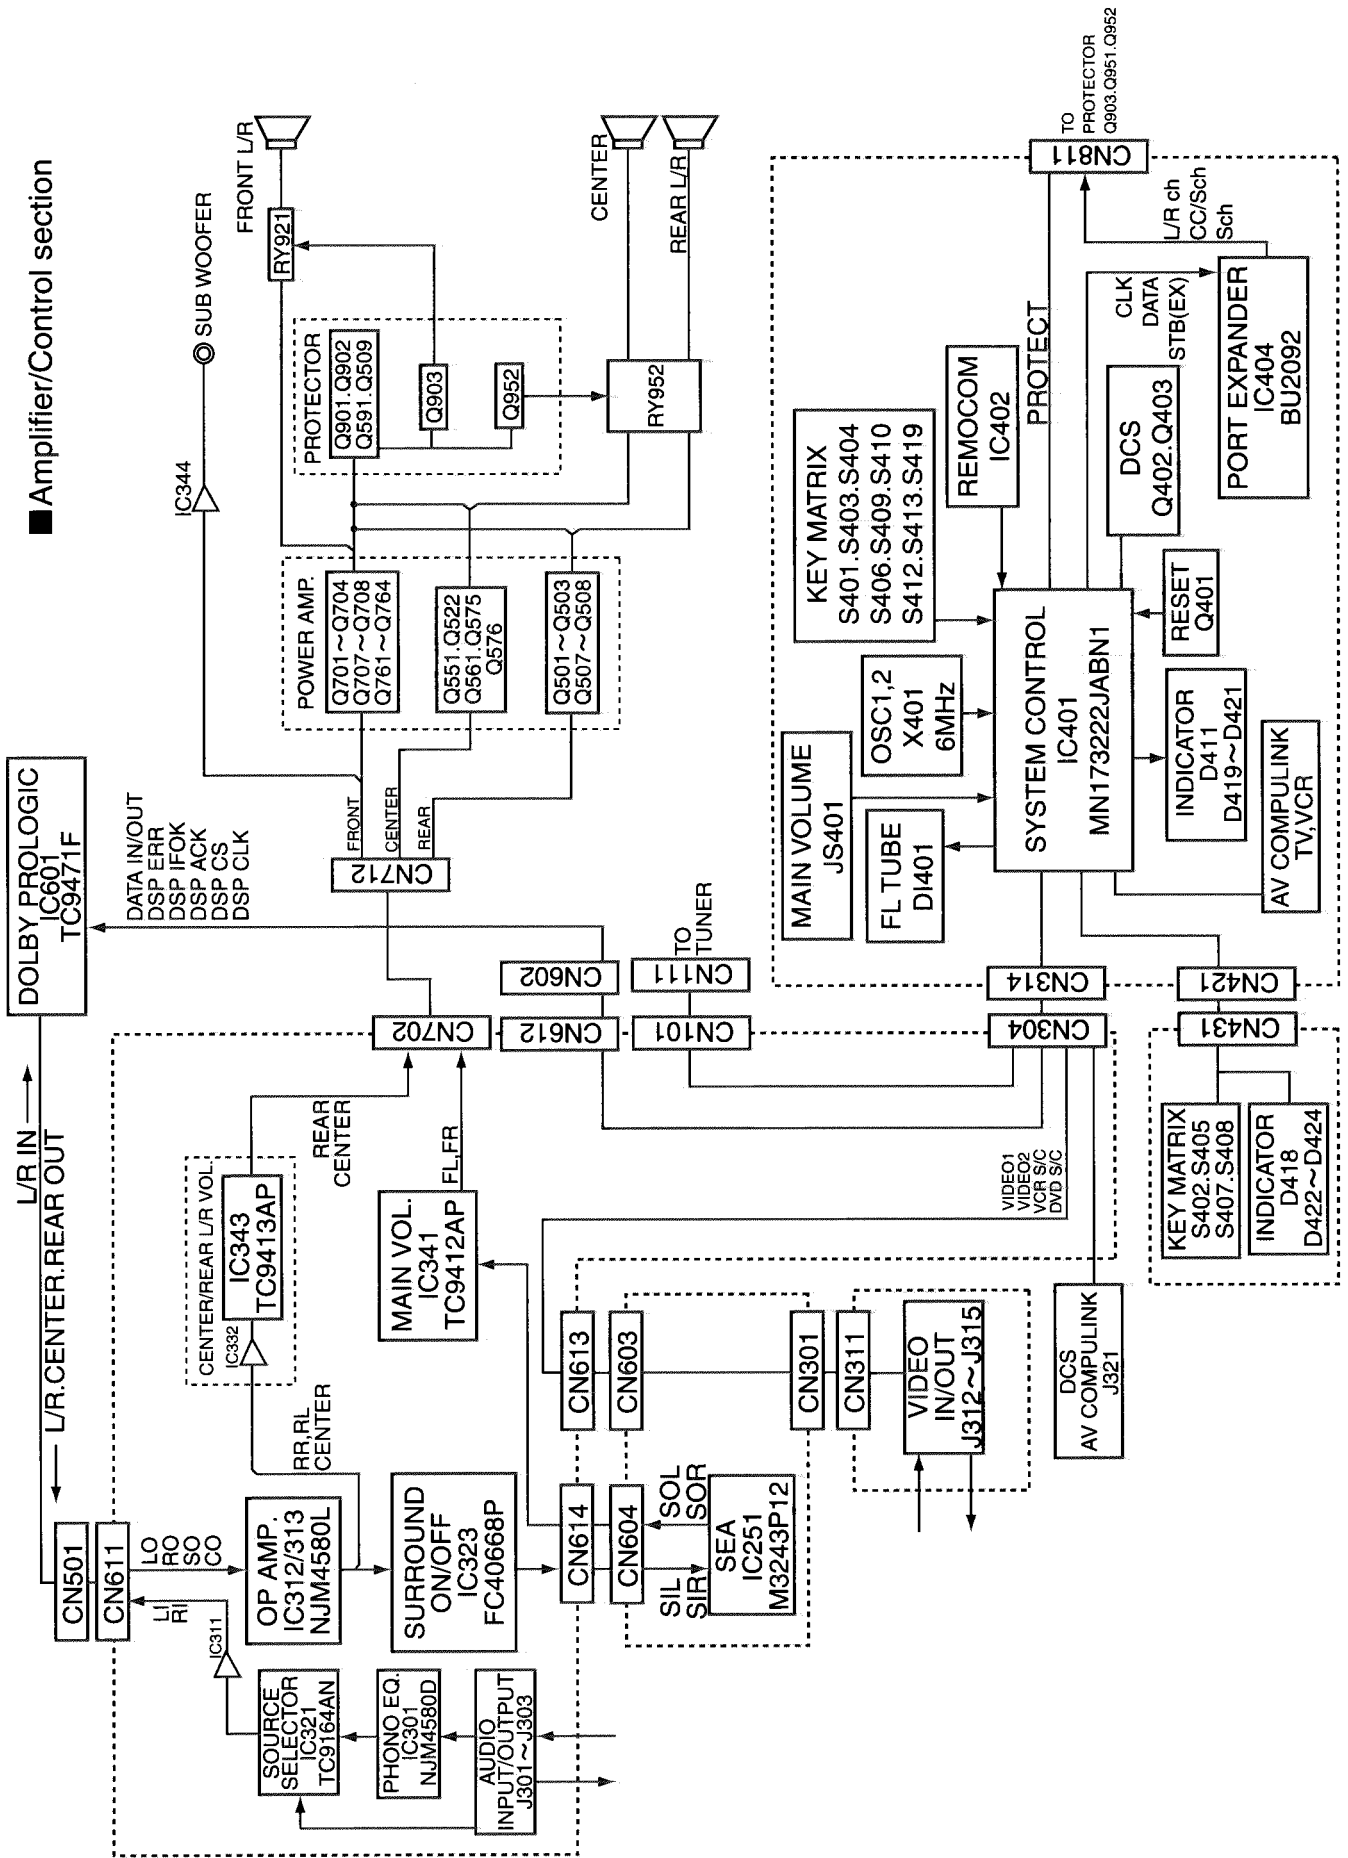 ■ Amplifier/Control section
DOLBY PROLOGIC
IC601
TC9471F
L/R IN
L/R.CENTER.REAR OUT
DATA IN/OUT
DSP ERR
DSP IFOK
DSP ACK
DSP CS
DSP CLK
CN501
CN611
LI
RI
LO
RO
SO
CO
IC311
SOURCE
SELECTOR
IC321
TC9164AN
PHONO EQ.
IC301
NJM4580D
AUDIO
INPUT/OUTPUT
J301~J303
OP AMP.
IC312/313
NJM4580L
RR,RL
CENTER
SURROUND
ON/OFF
IC323
FC40668P
CENTER/REAR L/R VOL.
IC332
IC343
TC9413AP
REAR
CENTER
MAIN VOL.
IC341
TC9412AP
FL,FR
CN614
CN604
SIL
SIR
SOL
SOR
SEA
IC251
M3243P12
CN613
CN603
CN301
CN311
VIDEO
IN/OUT
J312~J315
DCS
AV COMPULINK
J321
VIDEO1
VIDEO2
VCR S/C
DVD S/C
CN702
CN612
CN602
CN101
CN111
TO
TUNER
CN304
CN314
CN712
FRONT
CENTER
REAR
IC344
SUB WOOFER
POWER AMP.
Q701~Q704
Q707~Q708
Q761~Q764
Q551.Q522
Q561.Q575
Q576
Q501~Q503
Q507~Q508
PROTECTOR
Q901.Q902
Q591.Q509
Q903
Q952
RY921
FRONT L/R
RY952
CENTER
REAR L/R
KEY MATRIX
S402.S405
S407.S408
INDICATOR
D418
D422~D424
CN431
CN421
MAIN VOLUME
JS401
FL TUBE
DI401
OSC1,2
X401
6MHz
KEY MATRIX
S401.S403.S404
S406.S409.S410
S412.S413.S419
REMOCOM
IC402
SYSTEM CONTROL
IC401
MN173222JABN1
AV COMPULINK
TV,VCR
INDICATOR
D411
D419~D421
RESET
Q401
DCS
Q402.Q403
PROTECT
CLK
DATA
STB(EX)
PORT EXPANDER
IC404
BU2092
L/R ch
CC/Sch
Sch
CN811
TO
PROTECTOR
Q903.Q951.Q952